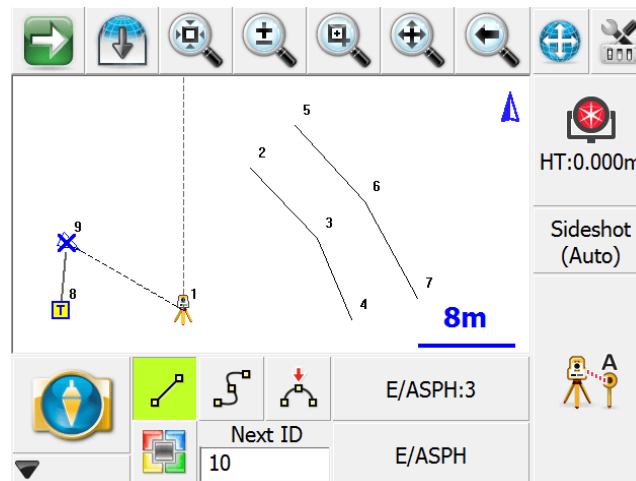 5
2
HT:0.000m
6
9
3
Sideshot
(Auto)
7
8
1
T
4
8m
A
E/ASPH:3
Next ID
10
E/ASPH